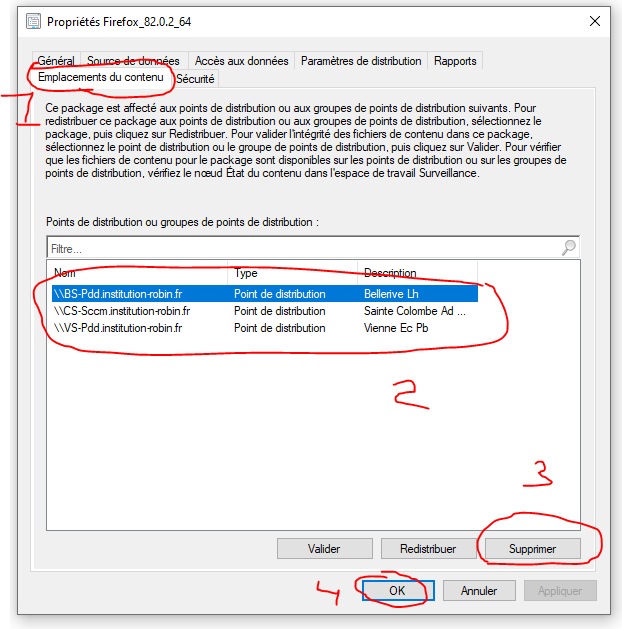 Propriétés Firefox_82.0.2_64
Général Source de données Accès aux données Paramètres de distribution Rapports
Emplacements du contenu Sécurité
1
Ce package est affecté aux points de distribution ou aux groupes de points de distribution suivants. Pour
redistribuer ce package aux points de distribution ou aux groupes de points de distribution, sélectionnez le
package, puis cliquez sur Redistribuer. Pour valider l'intégrité des fichiers de contenu dans ce package,
sélectionnez le point de distribution ou le groupe de points de distribution, puis cliquez sur Valider. Pour vérifier
que les fichiers de contenu pour le package sont disponibles sur les points de distribution ou sur les groupes de
points de distribution, vérifiez le nœud État du contenu dans l'espace de travail Surveillance.
Points de distribution ou groupes de points de distribution :
Filtre...
Nom Type Description
\\BS-Pdd.institution-robin.fr Point de distribution Bellerive Lh
\\CS-Sccm.institution-robin.fr Point de distribution Sainte Colombe Ad ...
\\VS-Pdd.institution-robin.fr Point de distribution Vienne Ec Pb
2
3
Valider Redistribuer Supprimer
4 OK Annuler Appliquer